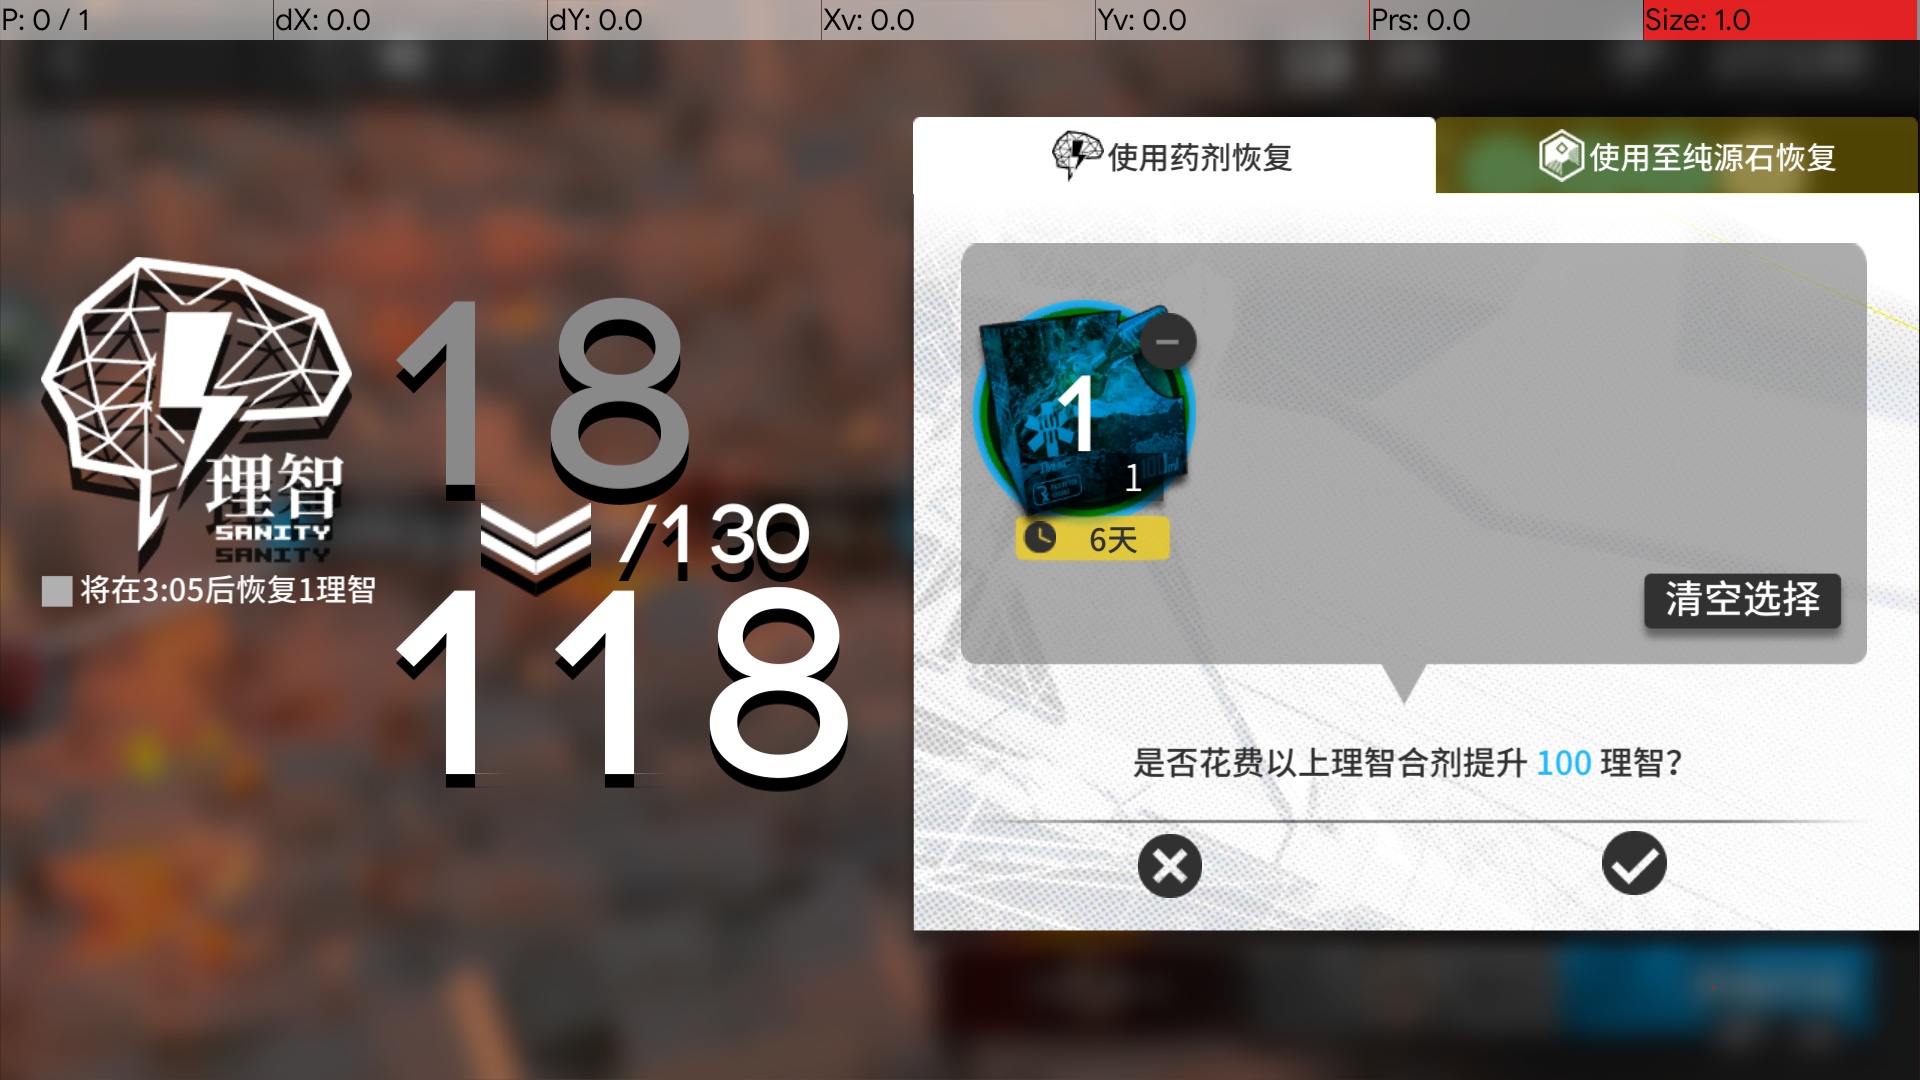 P: 0 / 1 dX: 0.0 dY: 0.0 Xv: 0.0 Yv: 0.0 Prs: 0.0 Size: 1.0
使用药剂恢复
使用至纯源石恢复
18
/130
理智
SANITY
将在3:05后恢复1理智
118
1
1
6天
清空选择
是否花费以上理智合剂提升 100 理智？